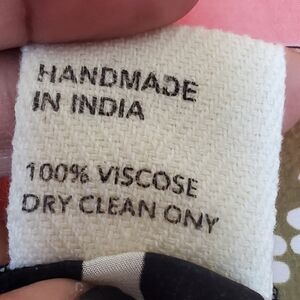 HANDMADE
IN INDIA
100% VISCOSE
DRY CLEAN ONY